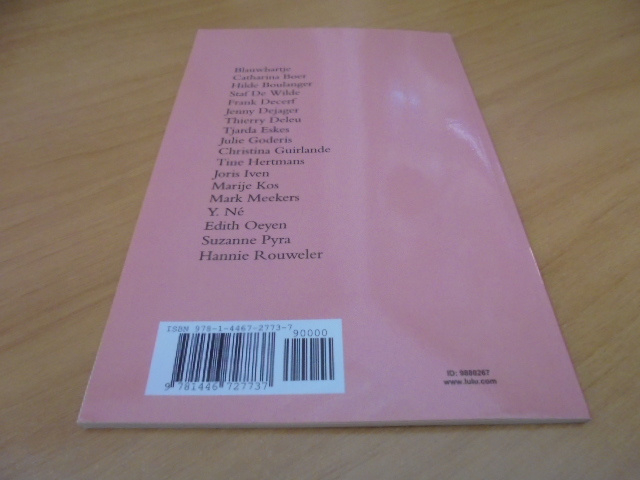 Blauwhartje
Catharina Boer
Hilde Boulanger
Staf De Wilde
Frank Decerf
Jenny Dejager
Thierry Deleu
Tjarda Eskes
Julie Goderis
Christina Guirlande
Tine Hertmans
Joris Iven
Marije Kos
Mark Meekers
Y. Né
Edith Oeyen
Suzanne Pyra
Hannie Rouweler
ISBN 978-1-4467-2773-7
90000
9 781446 727737
ID:
www.lulu.com